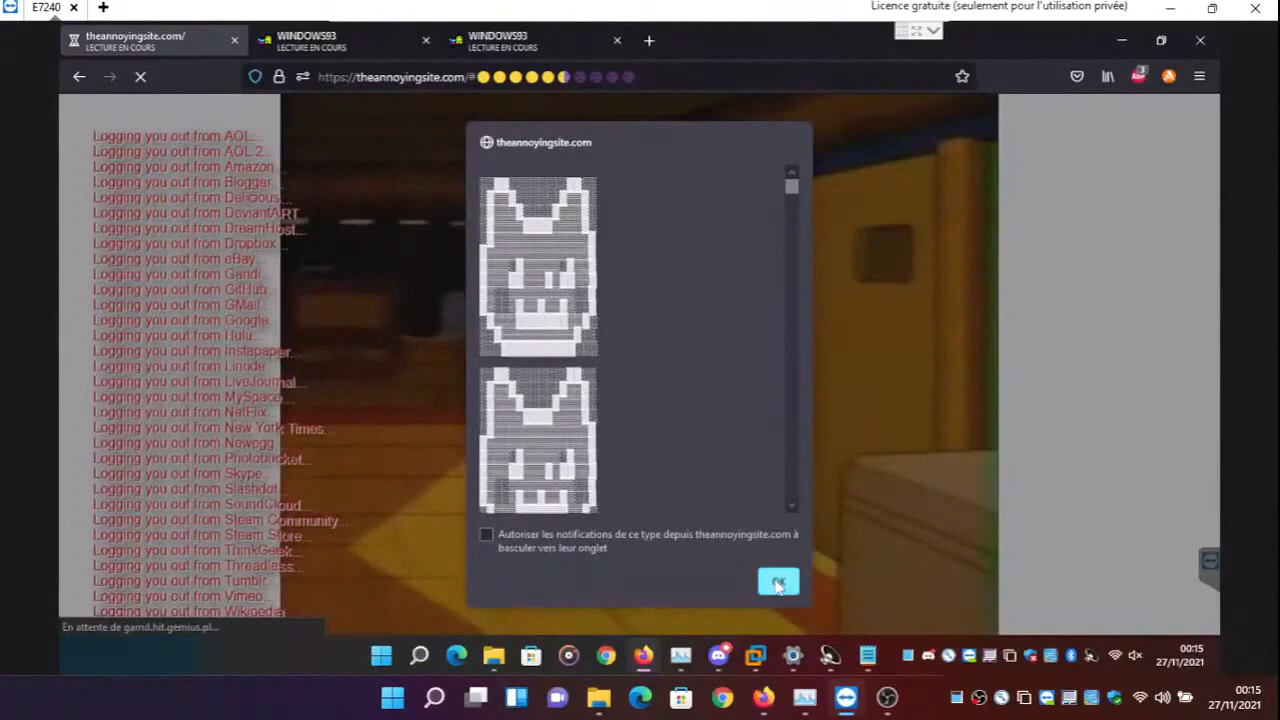 E7240
Licence gratuite (seulement pour l'utilisation privée)
theannoyingsite.com/
LECTURE EN COURS
WINDOWS93
LECTURE EN COURS
WINDOWS93
LECTURE EN COURS
https://theannoyingsite.com/#
3
theannoyingsite.com
Logging you out from AOL...
Logging you out from AOL 2...
Logging you out from Amazon...
Logging you out from Blogger...
Logging you out from Delicious...
Logging you out from DeviantART...
Logging you out from DreamHost...
Logging you out from Dropbox...
Logging you out from eBay...
Logging you out from Gandi...
Logging you out from GitHub...
Logging you out from GMail...
Logging you out from Google...
Logging you out from Hulu...
Logging you out from Instapaper...
Logging you out from Linode...
Logging you out from LiveJournal...
Logging you out from MySpace...
Logging you out from NetFlix...
Logging you out from New York Times...
Logging you out from Newegg...
Logging you out from Photobucket...
Logging you out from Skype...
Logging you out from Slashdot...
Logging you out from SoundCloud...
Logging you out from Steam Community...
Logging you out from Steam Store...
Logging you out from ThinkGeek...
Logging you out from Threadless...
Logging you out from Tumblr...
Logging you out from Vimeo...
Logging you out from Wikipedia
Autoriser les notifications de ce type depuis theannoyingsite.com à
basculer vers leur onglet
OK
En attente de gamd.hit.gemius.pl...
00:15
27/11/2021
00:15
27/11/2021